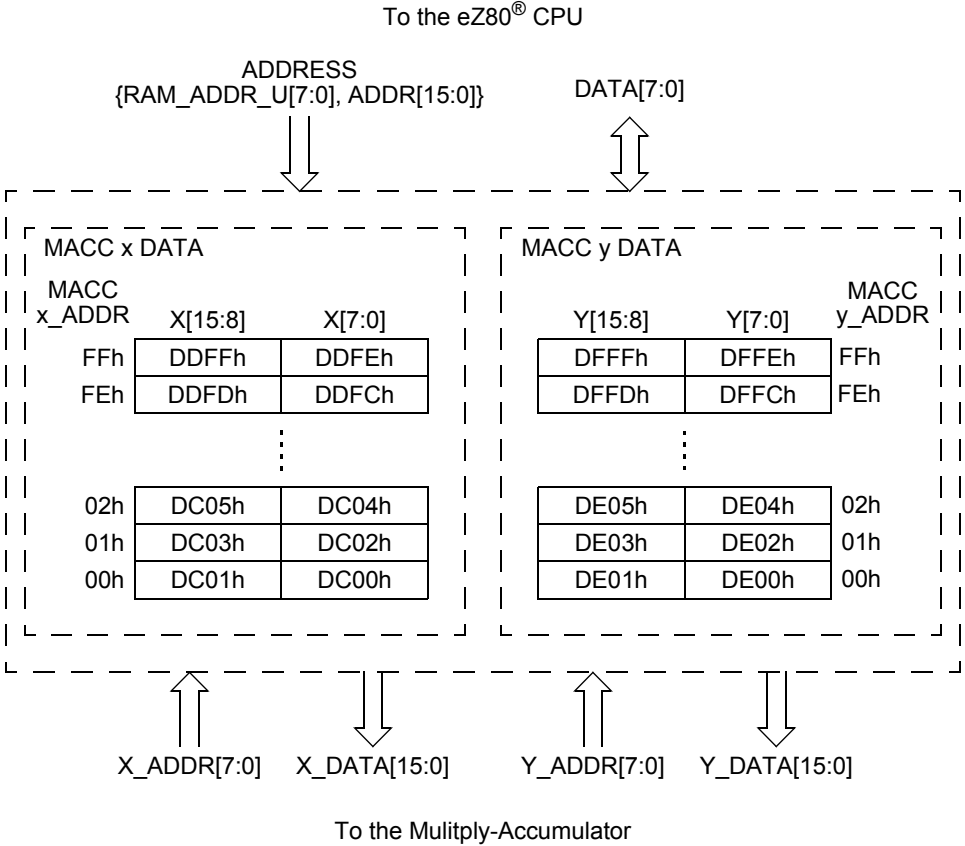 To the eZ80® CPU
ADDRESS
{RAM_ADDR_U[7:0], ADDR[15:0]}
DATA[7:0]
MACC x DATA
MACC y DATA
MACC
x_ADDR
X[15:8]
X[7:0]
Y[15:8]
Y[7:0]
MACC
y_ADDR
FFh DDFFh DDFEh
DFFFh DFFEh FFh
FEh DDFDh DDFCh
DFFDh DFFCh FEh
02h DC05h DC04h
DE05h DE04h 02h
01h DC03h DC02h
DE03h DE02h 01h
00h DC01h DC00h
DE01h DE00h 00h
X_ADDR[7:0]
X_DATA[15:0]
Y_ADDR[7:0]
Y_DATA[15:0]
To the Mulitply-Accumulator